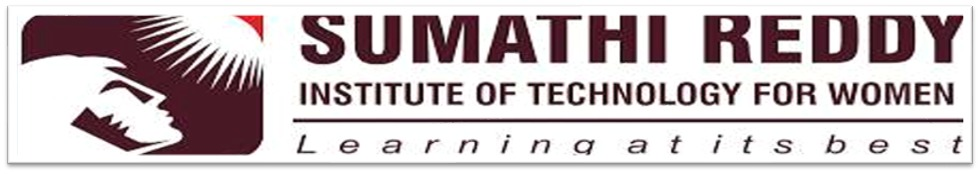 SUMATHI REDDY
INSTITUTE OF TECHNOLOGY FOR WOMEN
Learning at its best